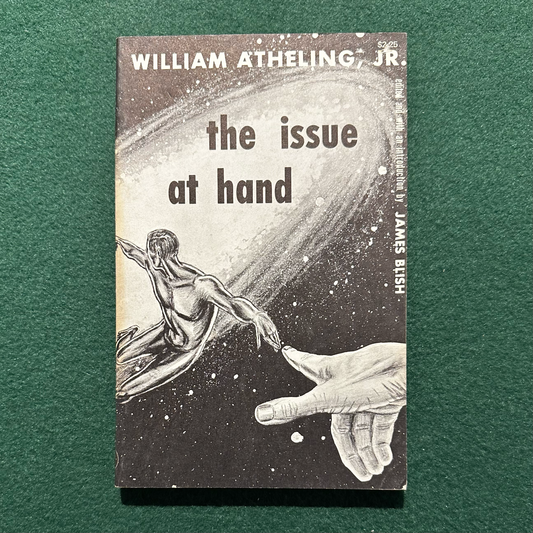 $2.25
WILLIAM ATHELING, JR.
the issue
at hand
edited and with an introduction by JAMES BLISH